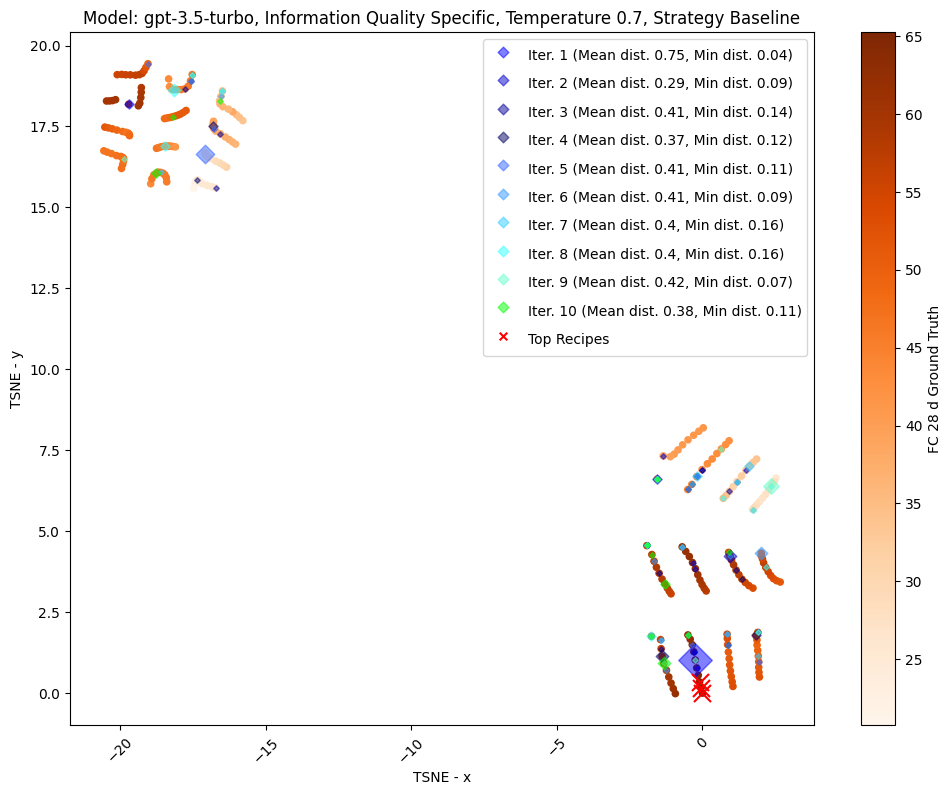 Model: gpt-3.5-turbo, Information Quality Specific, Temperature 0.7, Strategy Baseline
20.0
17.5
15.0
12.5
10.0
7.5
5.0
2.5
0.0
TSNE - y
−20
−15
−10
−5
0
TSNE - x
Iter. 1 (Mean dist. 0.75, Min dist. 0.04)
Iter. 2 (Mean dist. 0.29, Min dist. 0.09)
Iter. 3 (Mean dist. 0.41, Min dist. 0.14)
Iter. 4 (Mean dist. 0.37, Min dist. 0.12)
Iter. 5 (Mean dist. 0.41, Min dist. 0.11)
Iter. 6 (Mean dist. 0.41, Min dist. 0.09)
Iter. 7 (Mean dist. 0.4, Min dist. 0.16)
Iter. 8 (Mean dist. 0.4, Min dist. 0.16)
Iter. 9 (Mean dist. 0.42, Min dist. 0.07)
Iter. 10 (Mean dist. 0.38, Min dist. 0.11)
Top Recipes
65
60
55
50
45
40
35
30
25
FC 28 d Ground Truth